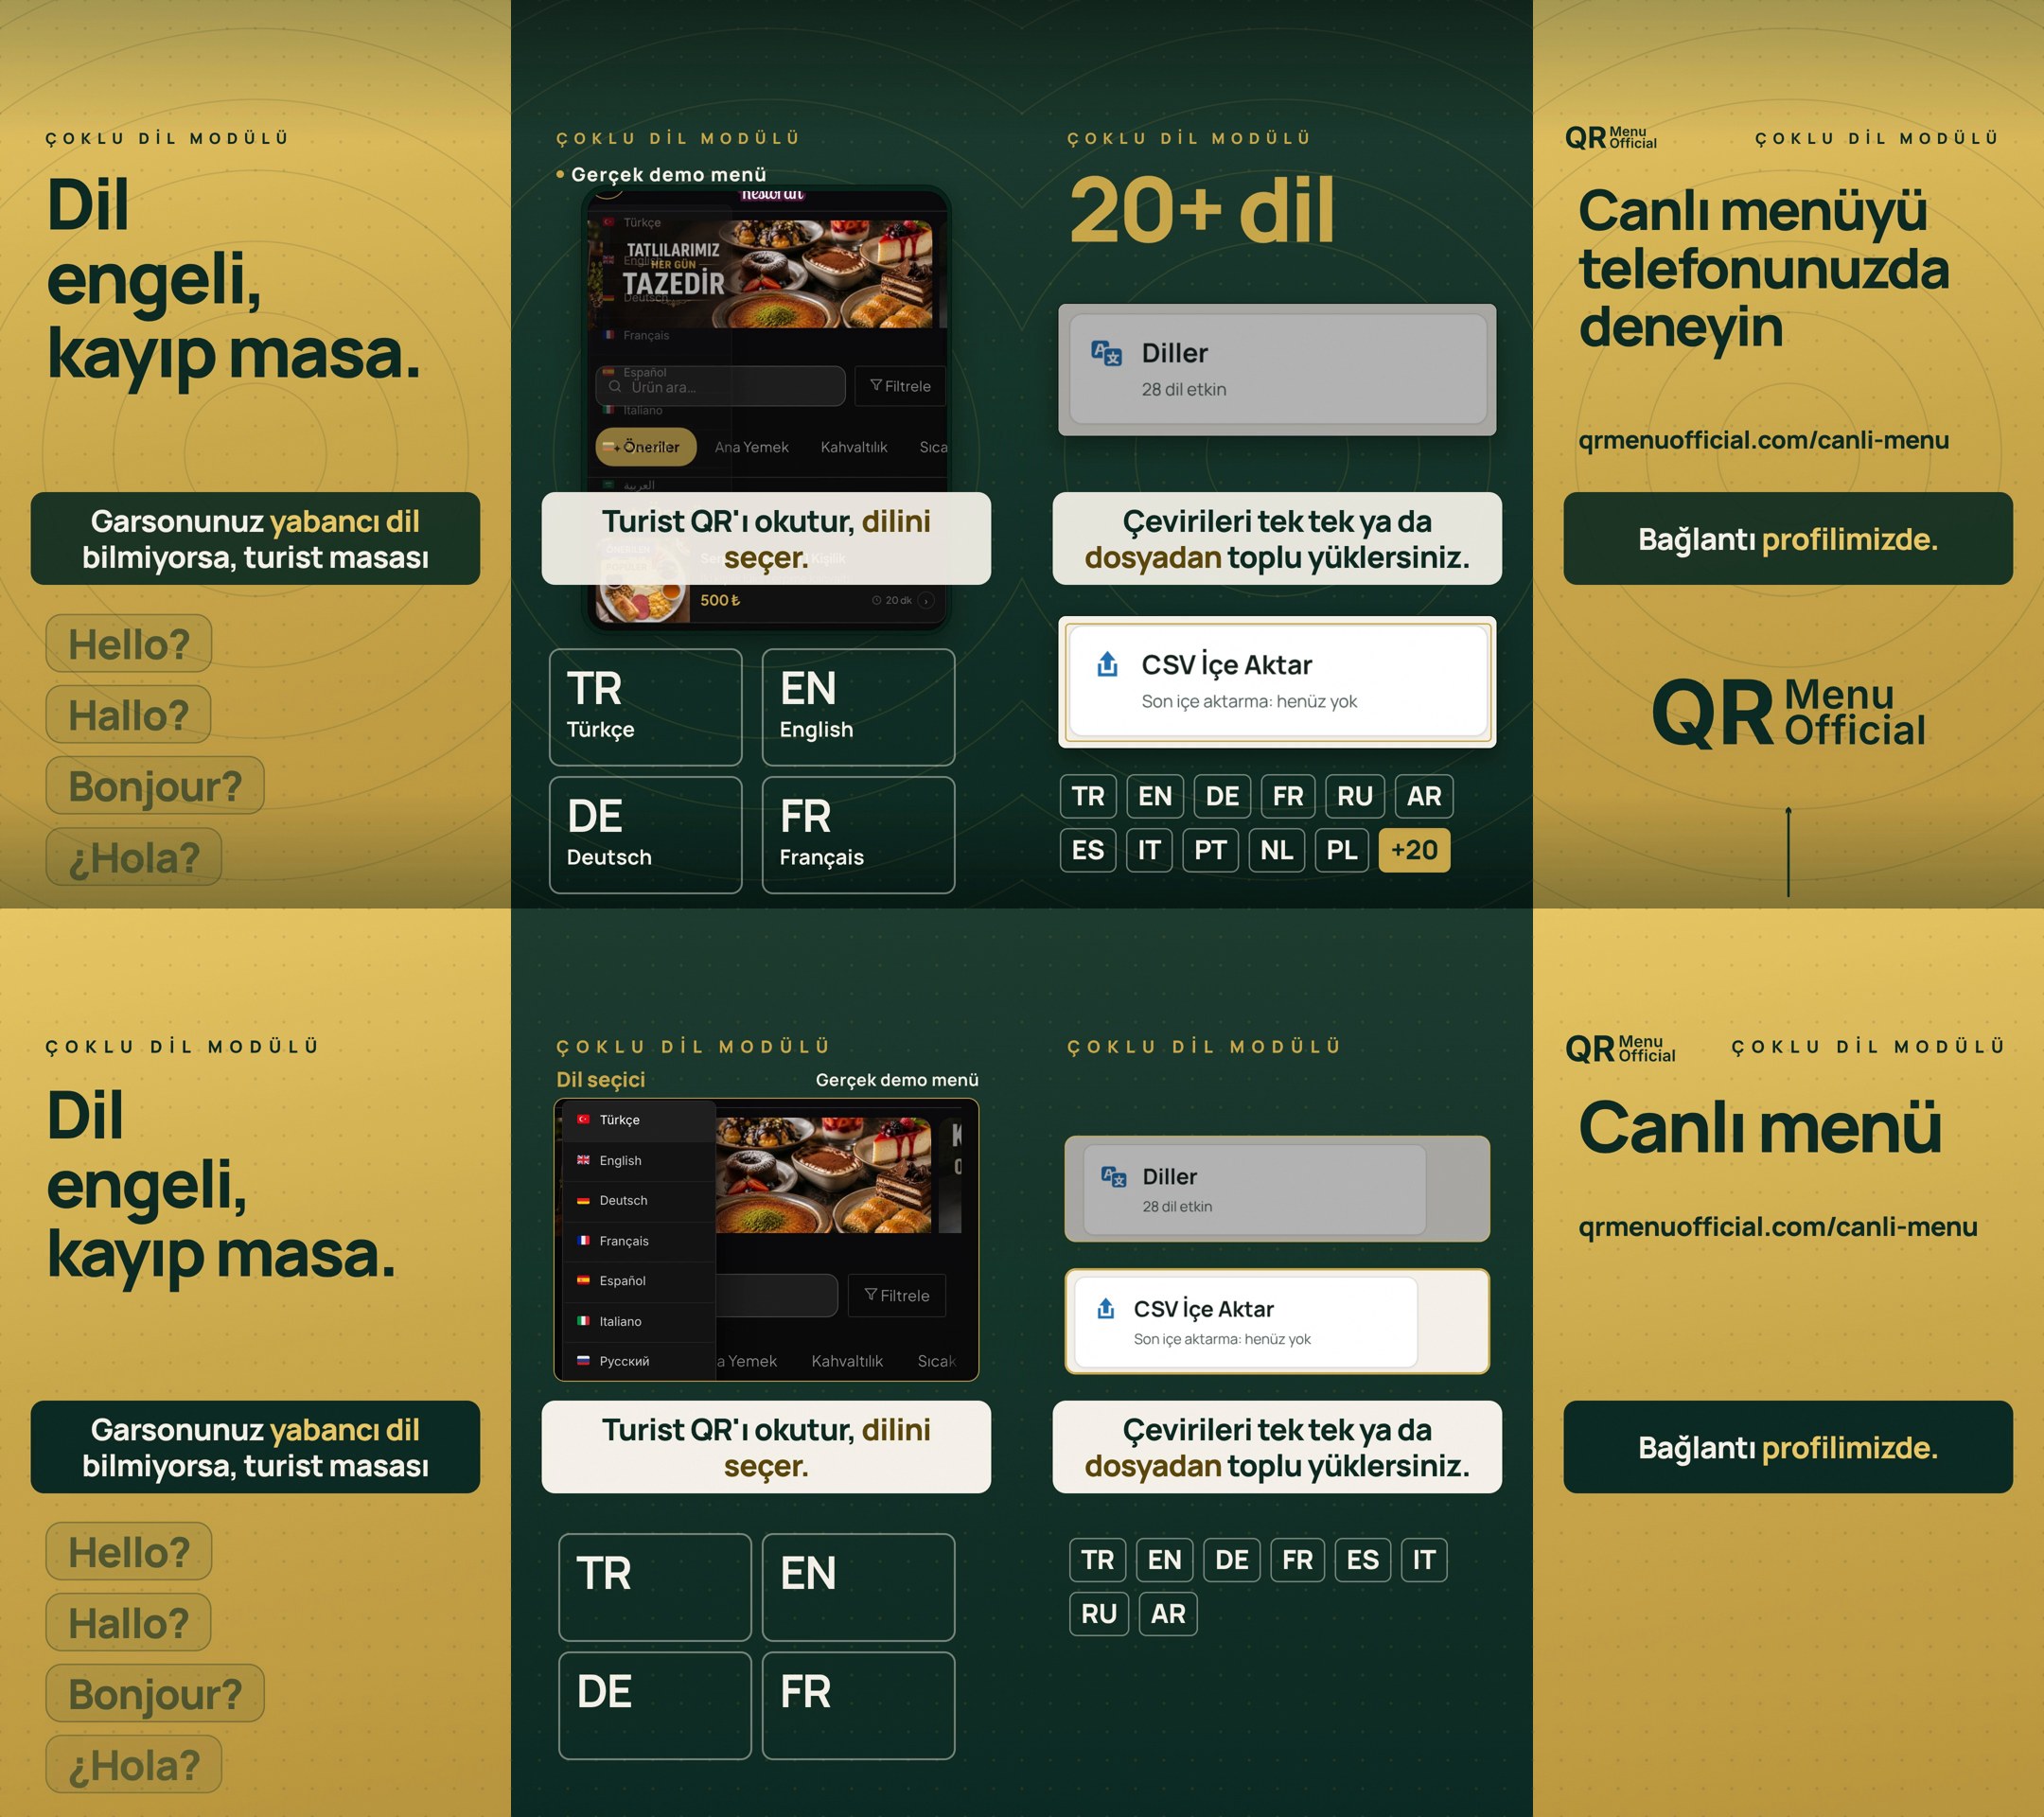 ÇOKLU DİL MODÜLÜ
Dil
engeli,
kayıp masa.
Garsonunuz yabancı dil
bilmiyorsa, turist masası
Hello?
Hallo?
Bonjour?
¿Hola?
ÇOKLU DİL MODÜLÜ
Gerçek demo menü
Restoran
Türkçe
TATLILARIMIZ
English
HER GÜN
TAZEDİR
Deutsch
Français
Español
Ürün ara...
Filtrele
Italiano
Öneriler
Ana Yemek
Kahvaltılık
Sıca
العربية
Turist QR'ı okutur, dilini
seçer.
500 ₺
20 dk
TR
Türkçe
EN
English
DE
Deutsch
FR
Français
ÇOKLU DİL MODÜLÜ
20+ dil
Diller
28 dil etkin
Çevirileri tek tek ya da
dosyadan toplu yüklersiniz.
CSV İçe Aktar
Son içe aktarma: henüz yok
TR EN DE FR RU AR
ES IT PT NL PL +20
QR Menu
Official
ÇOKLU DİL MODÜLÜ
Canlı menüyü
telefonunuzda
deneyin
qrmenuofficial.com/canli-menu
Bağlantı profilimizde.
QR Menu
Official
ÇOKLU DİL MODÜLÜ
Dil
engeli,
kayıp masa.
Garsonunuz yabancı dil
bilmiyorsa, turist masası
Hello?
Hallo?
Bonjour?
¿Hola?
ÇOKLU DİL MODÜLÜ
Dil seçici
Gerçek demo menü
Türkçe
English
Deutsch
Français
Español
Italiano
Русский
Filtrele
a Yemek
Kahvaltılık
Sıcak
Turist QR'ı okutur, dilini
seçer.
TR
EN
DE
FR
ÇOKLU DİL MODÜLÜ
Diller
28 dil etkin
CSV İçe Aktar
Son içe aktarma: henüz yok
Çevirileri tek tek ya da
dosyadan toplu yüklersiniz.
TR EN DE FR ES IT
RU AR
QR Menu
Official
ÇOKLU DİL MODÜLÜ
Canlı menü
qrmenuofficial.com/canli-menu
Bağlantı profilimizde.